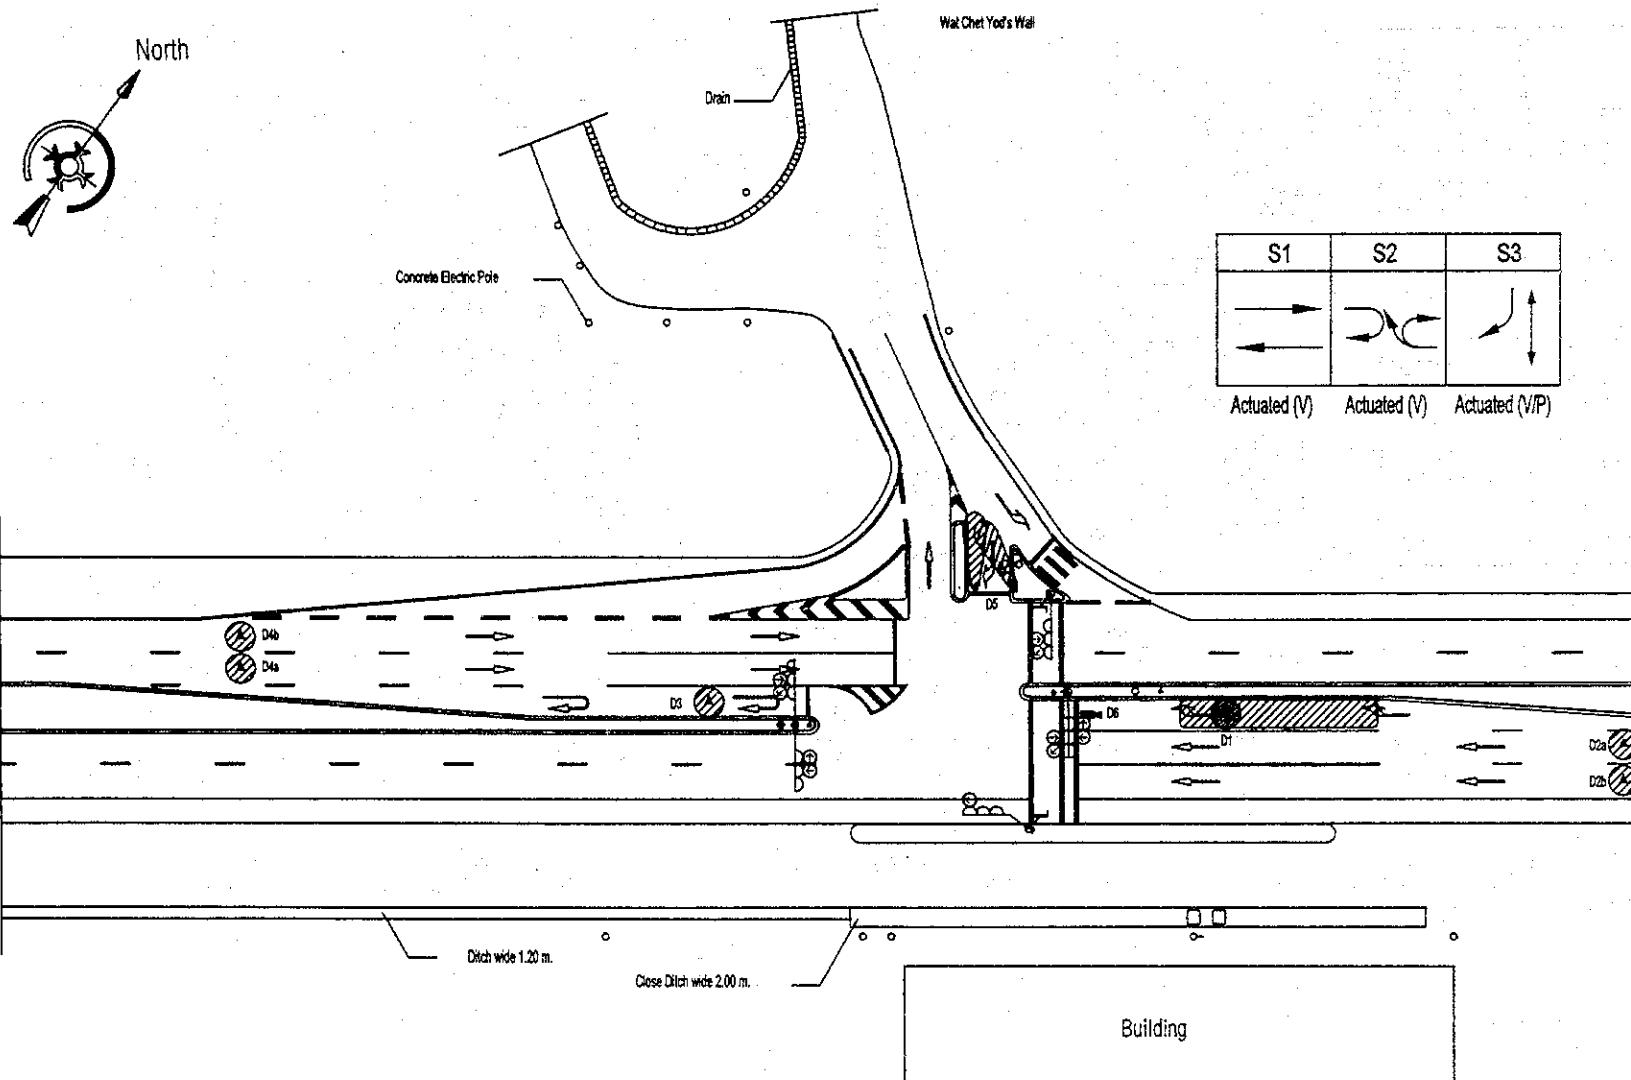 Wat Chet Yod's Wall
North
Drain
Concrete Electric Pole
S1 S2 S3
Actuated (V) Actuated (V) Actuated (V/P)
D5
D4b
D4a
D3
D6
D1
D2a
D2b
Ditch wide 1.20 m.
Close Ditch wide 2.00 m.
Building